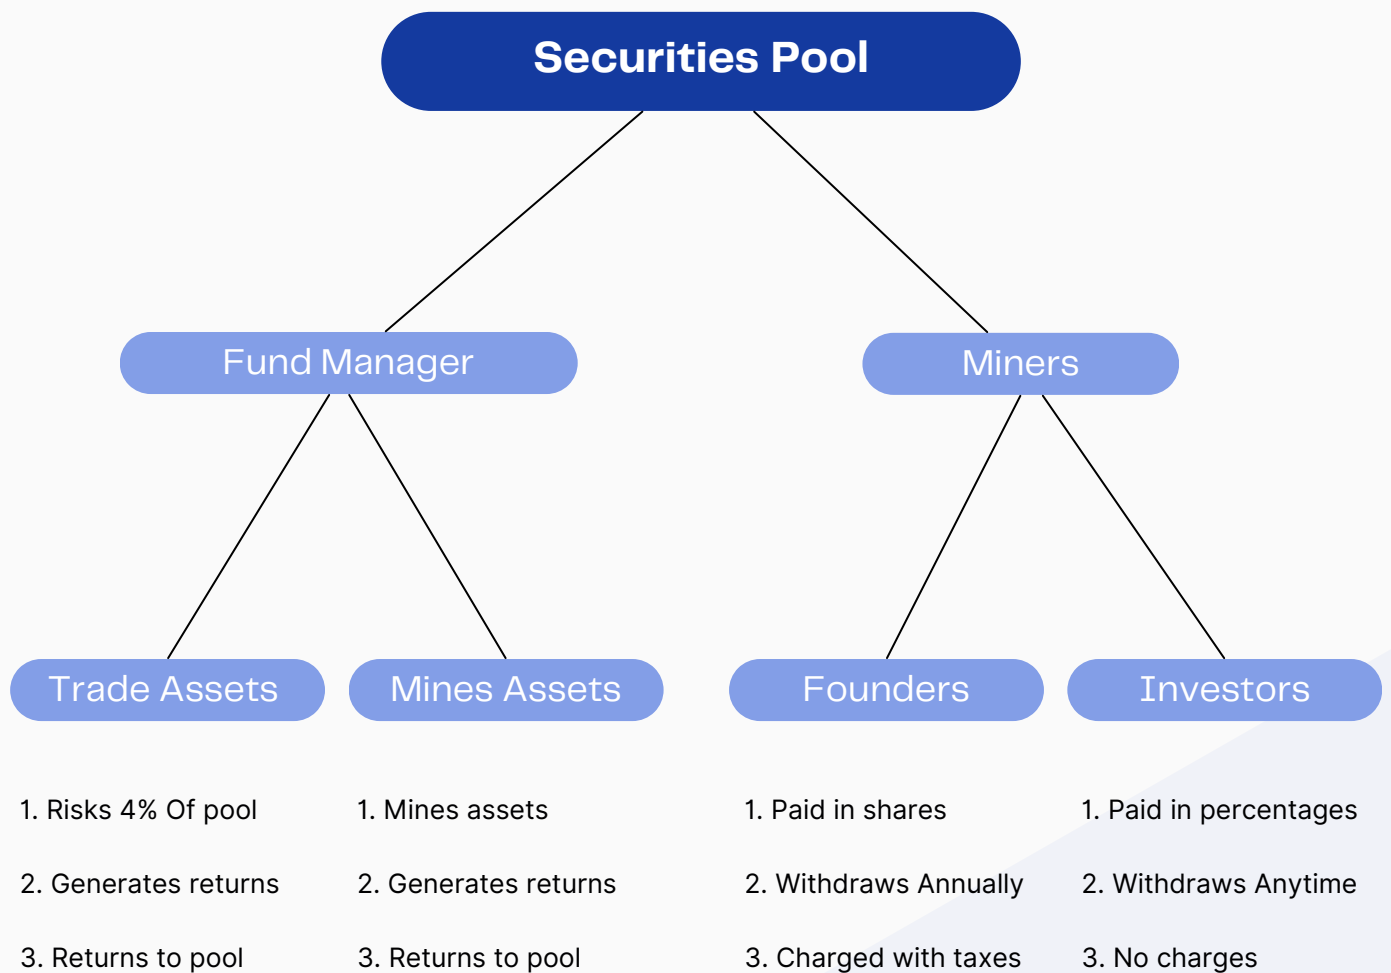 Securities Pool
Fund Manager
Miners
Trade Assets
Mines Assets
Founders
Investors
1. Risks 4% Of pool
2. Generates returns
3. Returns to pool
1. Mines assets
2. Generates returns
3. Returns to pool
1. Paid in shares
2. Withdraws Annually
3. Charged with taxes
1. Paid in percentages
2. Withdraws Anytime
3. No charges